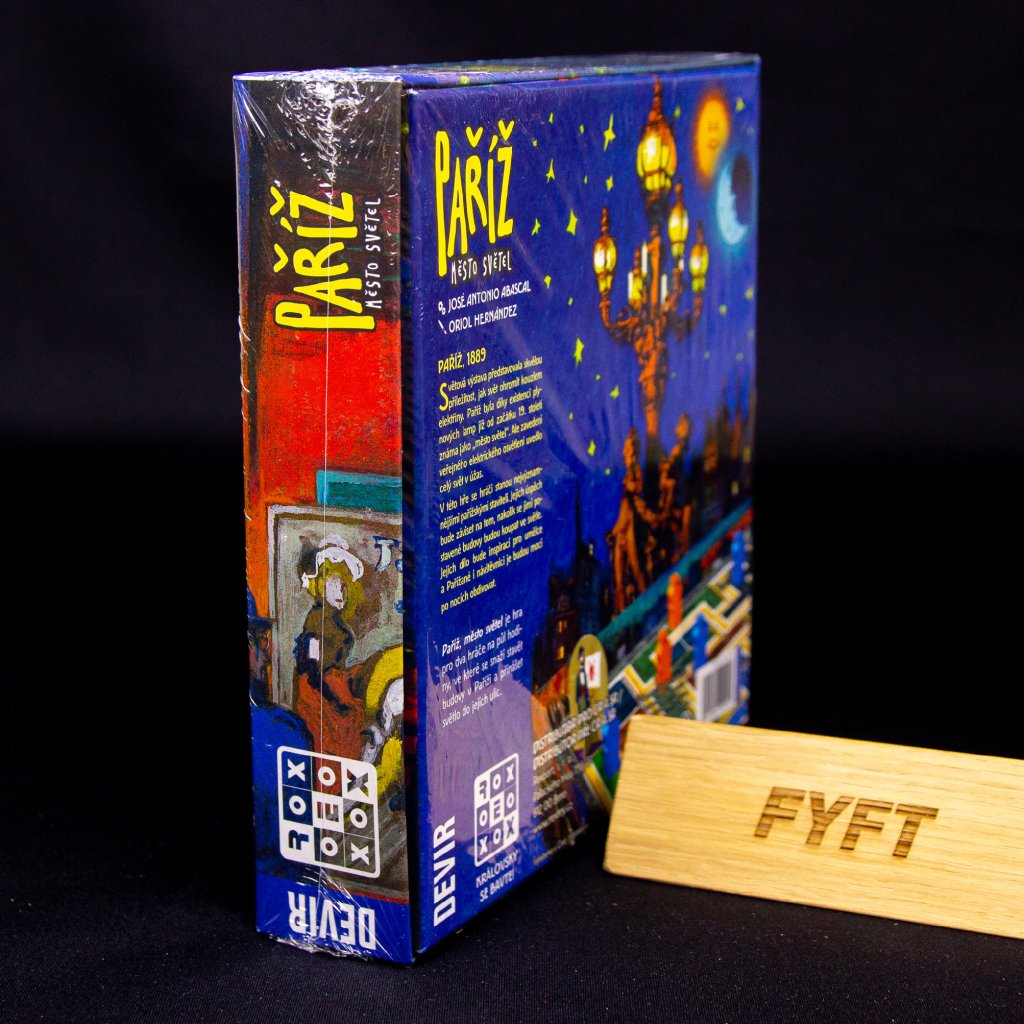 PAŘÍŽ
MĚSTO SVĚTEL
REXO
DEVIR
PAŘÍŽ
MĚSTO SVĚTEL
JOSÉ ANTONIO ABASCAL
ORIOL HERNÁNDEZ
PAŘÍŽ, 1889
Světová výstava představovala skvělou
příležitost, jak svět ohromit kouzlem
elektřiny. Paříž byla díky existenci ply-
nových lamp již od začátku 19. století
známa jako „město světel“. Ale zavedení
veřejného elektrického osvětlení uvedlo
celý svět v úžas.
V této hře se hráči stanou nejvýznam-
nějšími pařížskými staviteli. Jejich úspěch
bude záviset na tom, nakolik se jimi po-
stavené budovy budou koupat ve světle.
Jejich dílo bude inspirací pro umělce
a Pařížané i návštěvníci je budou moci
po nocích obdivovat.
Paříž, město světel je hra
pro dva hráče na půl hodi-
ny, ve které se snaží stavět
budovy v Paříži a přinášet
světlo do jejich ulic.
DEVIR
KRÁLOVSKY
SE BAVTE!
FYFT